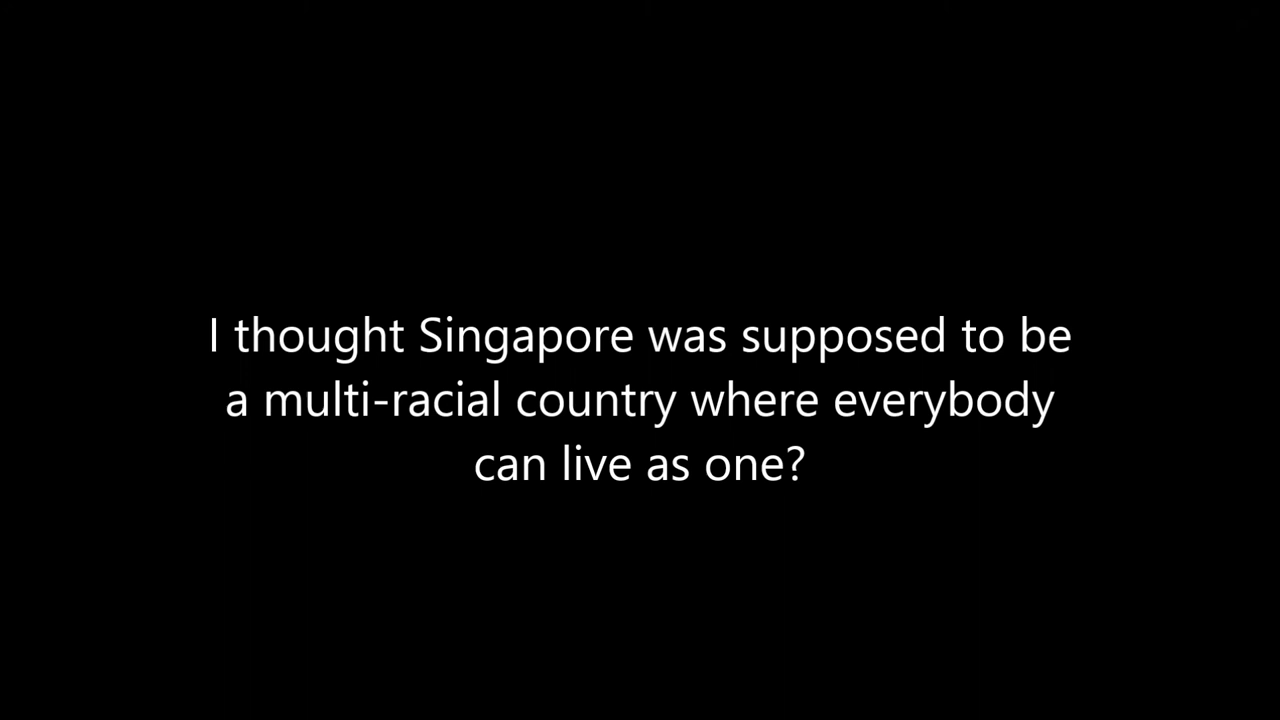 I thought Singapore was supposed to be
a multi-racial country where everybody
can live as one?